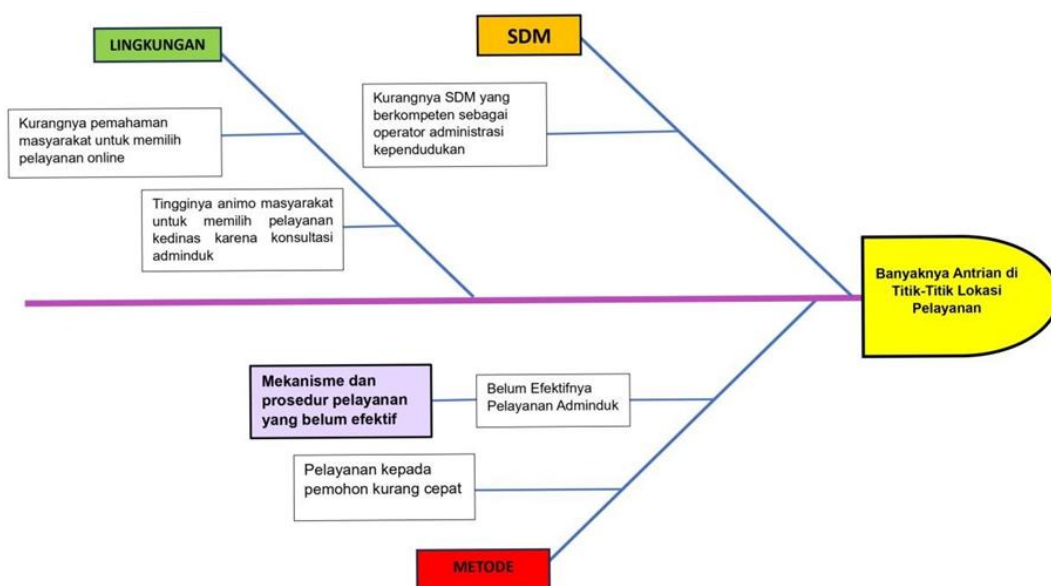 LINGKUNGAN
SDM
Kurangnya pemahaman
masyarakat untuk memilih
pelayanan online
Kurangnya SDM yang
berkompeten sebagai
operator administrasi
kependudukan
Tingginya animo masyarakat
untuk memilih pelayanan
kedinas karena konsultasi
adminduk
Banyaknya Antrian di
Titik-Titik Lokasi
Pelayanan
Mekanisme dan
prosedur pelayanan
yang belum efektif
Belum Efektifnya
Pelayanan Adminduk
Pelayanan kepada
pemohon kurang cepat
METODE